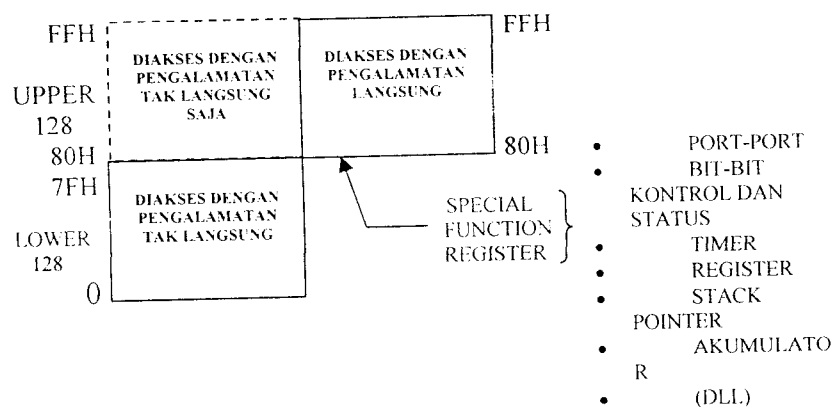 FFH
UPPER
128
80H
7FH
LOWER
128
0
DIAKSES DENGAN
PENGALAMATAN
TAK LANGSUNG
SAJA
DIAKSES DENGAN
PENGALAMATAN
LANGSUNG
FFH
80H
DIAKSES DENGAN
PENGALAMATAN
TAK LANGSUNG
SPECIAL
FUNCTION
REGISTER
• PORT-PORT
• BIT-BIT
KONTROL DAN
STATUS
• TIMER
• REGISTER
• STACK
POINTER
• AKUMULATO
R
• (DLL)